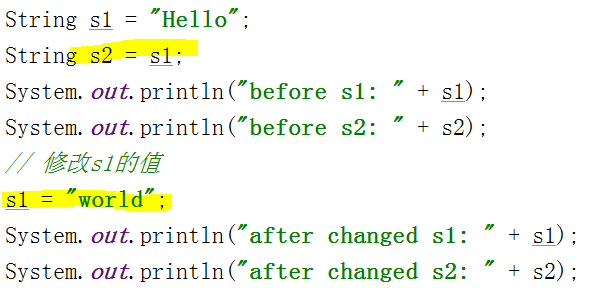 String s1 = "Hello";
String s2 = s1;
System.out.println("before s1: " + s1);
System.out.println("before s2: " + s2);
// 修改s1的值
s1 = "world";
System.out.println("after changed s1: " + s1);
System.out.println("after changed s2: " + s2);